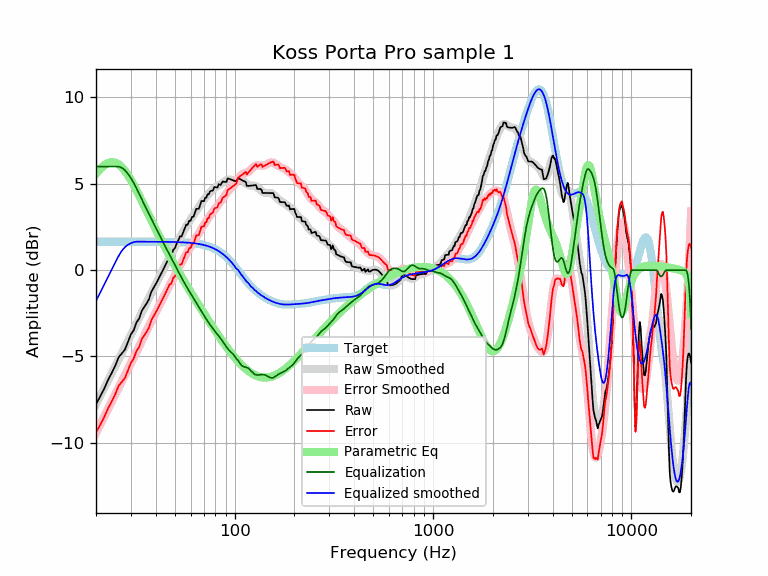 Koss Porta Pro sample 1
Amplitude (dBr)
10
5
0
−5
−10
Target
Raw Smoothed
Error Smoothed
Raw
Error
Parametric Eq
Equalization
Equalized smoothed
100
1000
10000
Frequency (Hz)